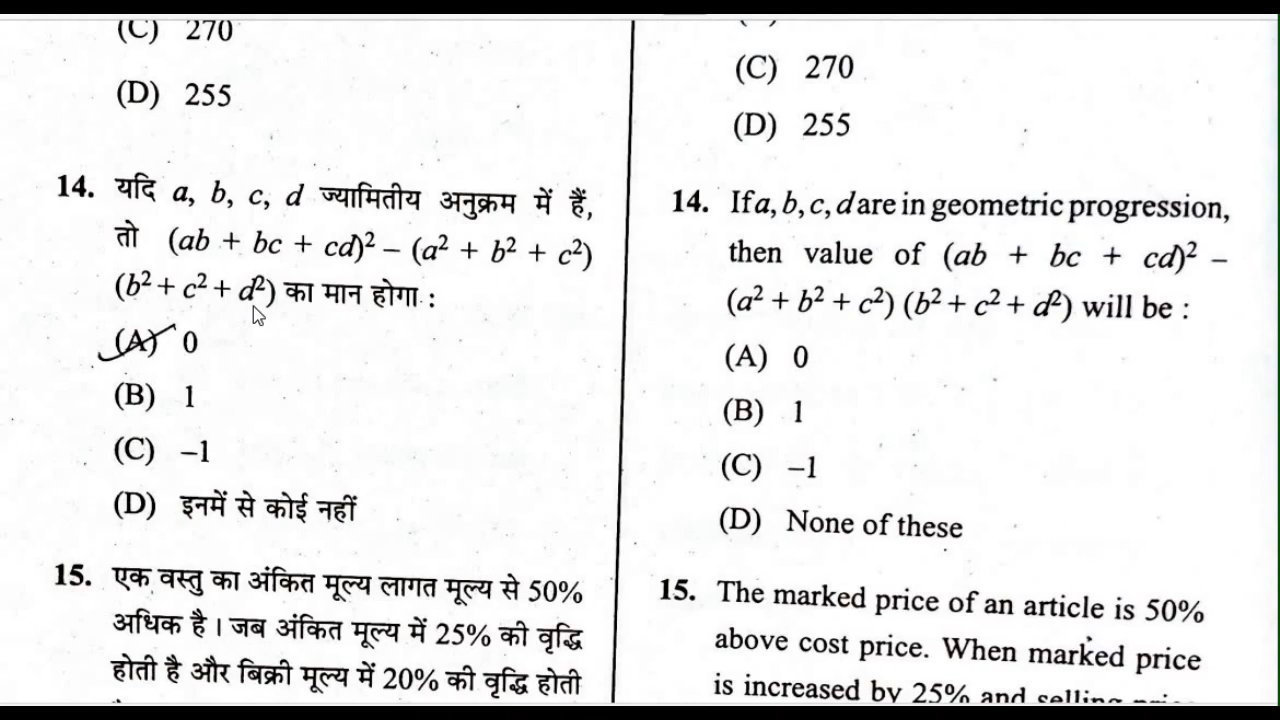 (C) 270
(D) 255
14. यदि a, b, c, d ज्यामितीय अनुक्रम में हैं,
तो (ab + bc + cd)² – (a² + b² + c²)
(b² + c² + d²) का मान होगा :
(A) 0
(B) 1
(C) –1
(D) इनमें से कोई नहीं
15. एक वस्तु का अंकित मूल्य लागत मूल्य से 50%
अधिक है । जब अंकित मूल्य में 25% की वृद्धि
होती है और बिक्री मूल्य में 20% की वृद्धि होती
(C) 270
(D) 255
14. If a, b, c, d are in geometric progression,
then value of (ab + bc + cd)² –
(a² + b² + c²) (b² + c² + d²) will be :
(A) 0
(B) 1
(C) –1
(D) None of these
15. The marked price of an article is 50%
above cost price. When marked price
is increased by 25% and selling price